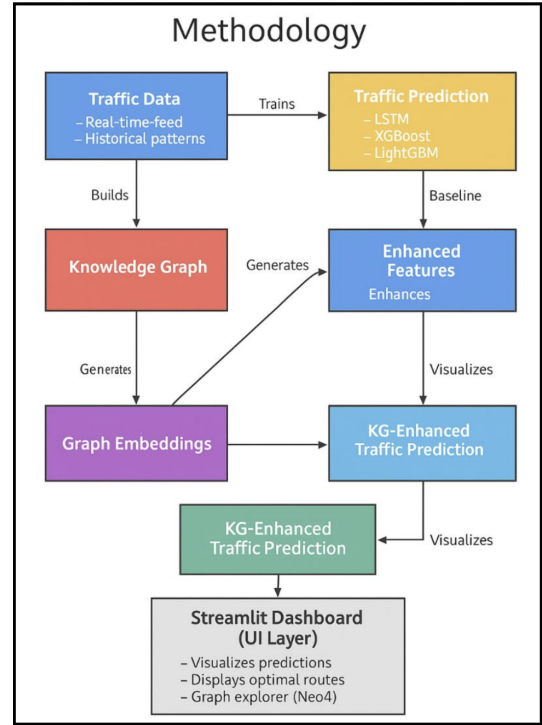 Methodology
Traffic Data
– Real-time-feed
– Historical patterns
Trains
Traffic Prediction
– LSTM
– XGBoost
– LightGBM
Builds
Baseline
Knowledge Graph
Generates
Enhanced
Features
Enhances
Generates
Visualizes
Graph Embeddings
KG-Enhanced
Traffic Prediction
KG-Enhanced
Traffic Prediction
Visualizes
Streamlit Dashboard
(UI Layer)
– Visualizes predictions
– Displays optimal routes
– Graph explorer (Neo4)